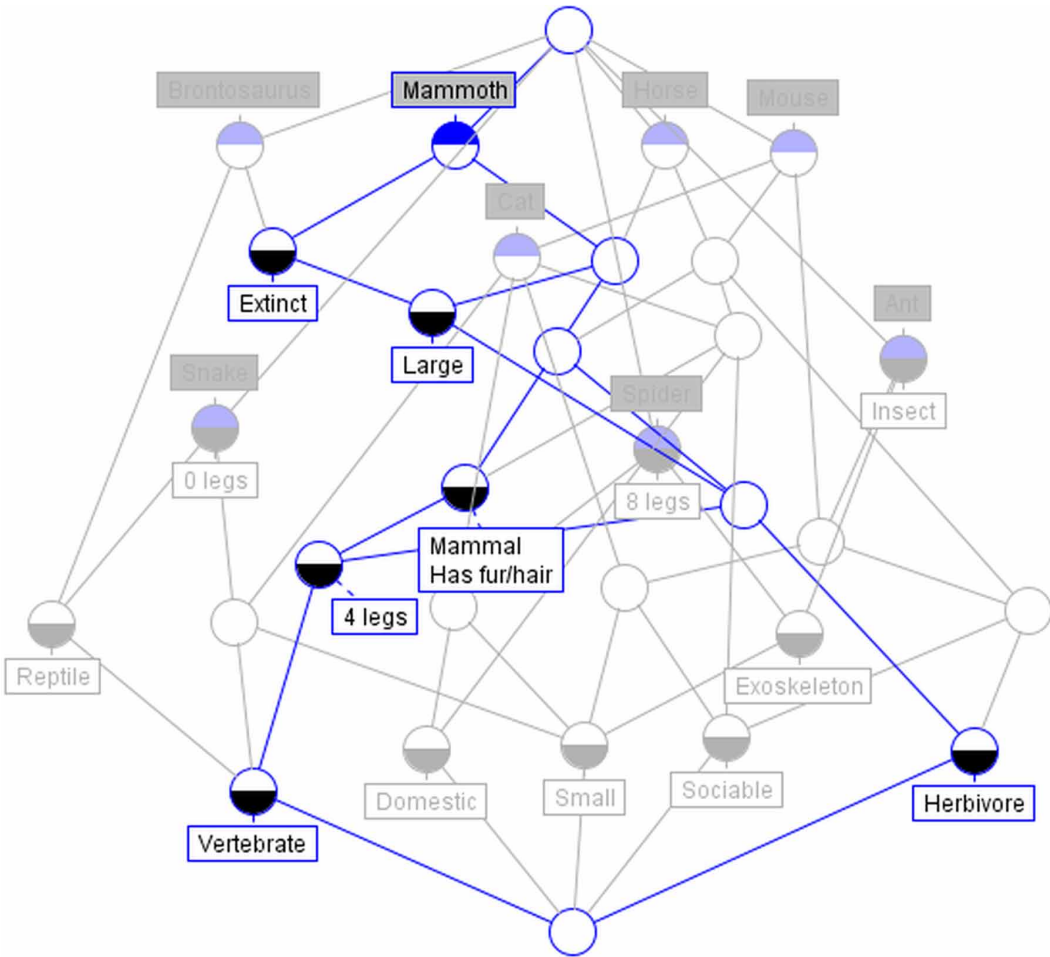 Brontosaurus
Mammoth
Horse
Mouse
Cat
Extinct
Ant
Large
Snake
Spider
Insect
0 legs
8 legs
Mammal
Has fur/hair
4 legs
Reptile
Exoskeleton
Domestic
Small
Sociable
Herbivore
Vertebrate